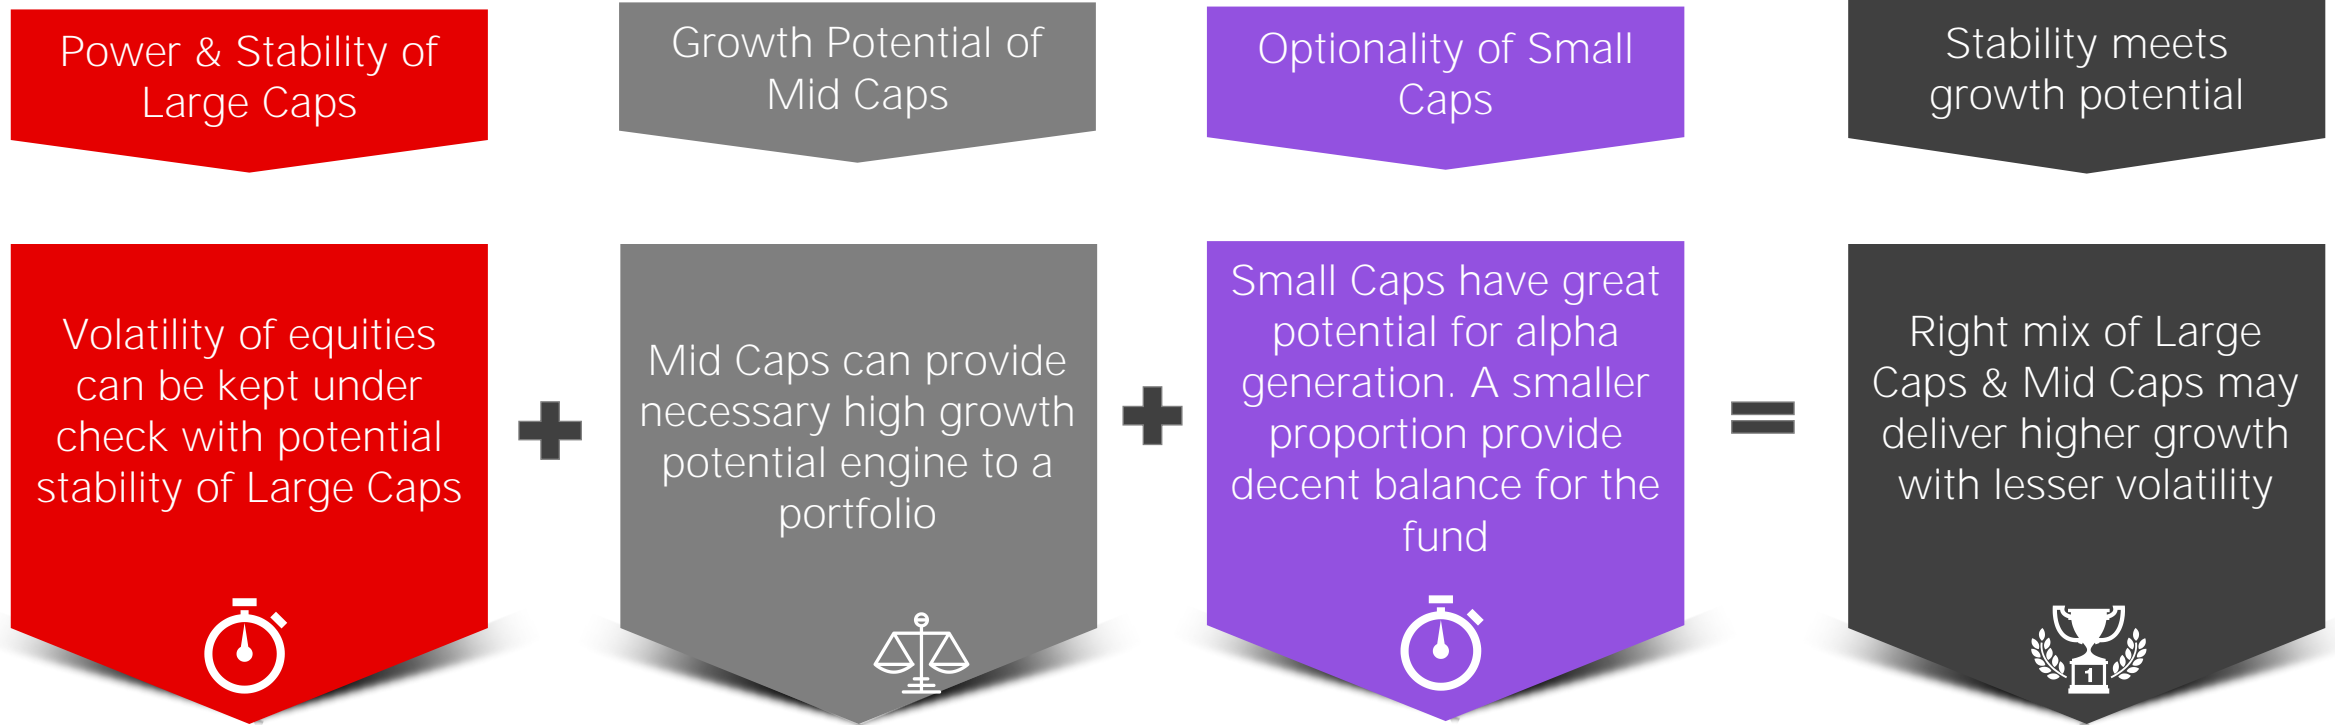 Power & Stability of
Large Caps
Growth Potential of
Mid Caps
Optionality of Small
Caps
Stability meets
growth potential
Volatility of equities
can be kept under
check with potential
stability of Large Caps
Mid Caps can provide
necessary high growth
potential engine to a
portfolio
Small Caps have great
potential for alpha
generation. A smaller
proportion provide
decent balance for the
fund
Right mix of Large
Caps & Mid Caps may
deliver higher growth
with lesser volatility
1